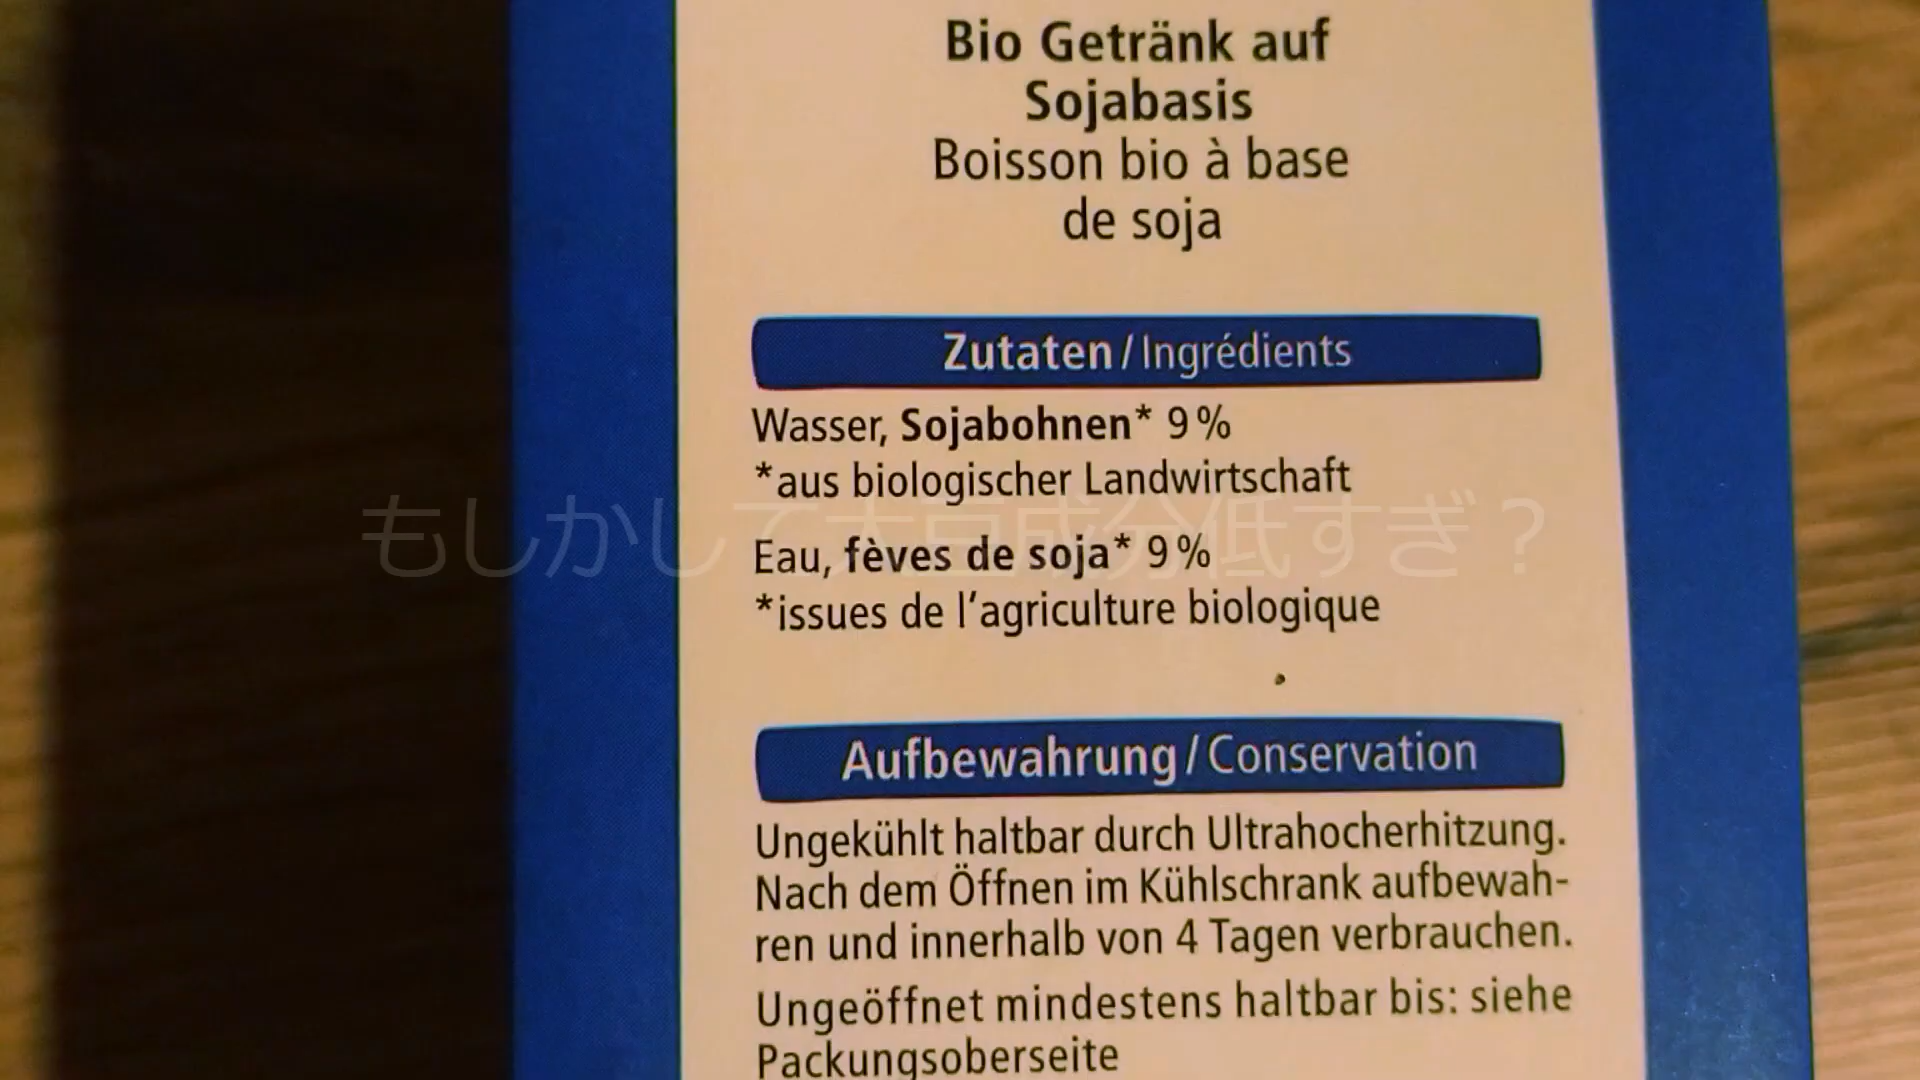 Bio Getränk auf
Sojabasis
Boisson bio à base
de soja
Zutaten / Ingrédients
Wasser, Sojabohnen* 9 %
*aus biologischer Landwirtschaft
もしかして大豆成分低すぎ？
Eau, fèves de soja* 9 %
*issues de l’agriculture biologique
Aufbewahrung / Conservation
Ungekühlt haltbar durch Ultrahocherhitzung.
Nach dem Öffnen im Kühlschrank aufbewah-
ren und innerhalb von 4 Tagen verbrauchen.
Ungeöffnet mindestens haltbar bis: siehe
Packungsoberseite